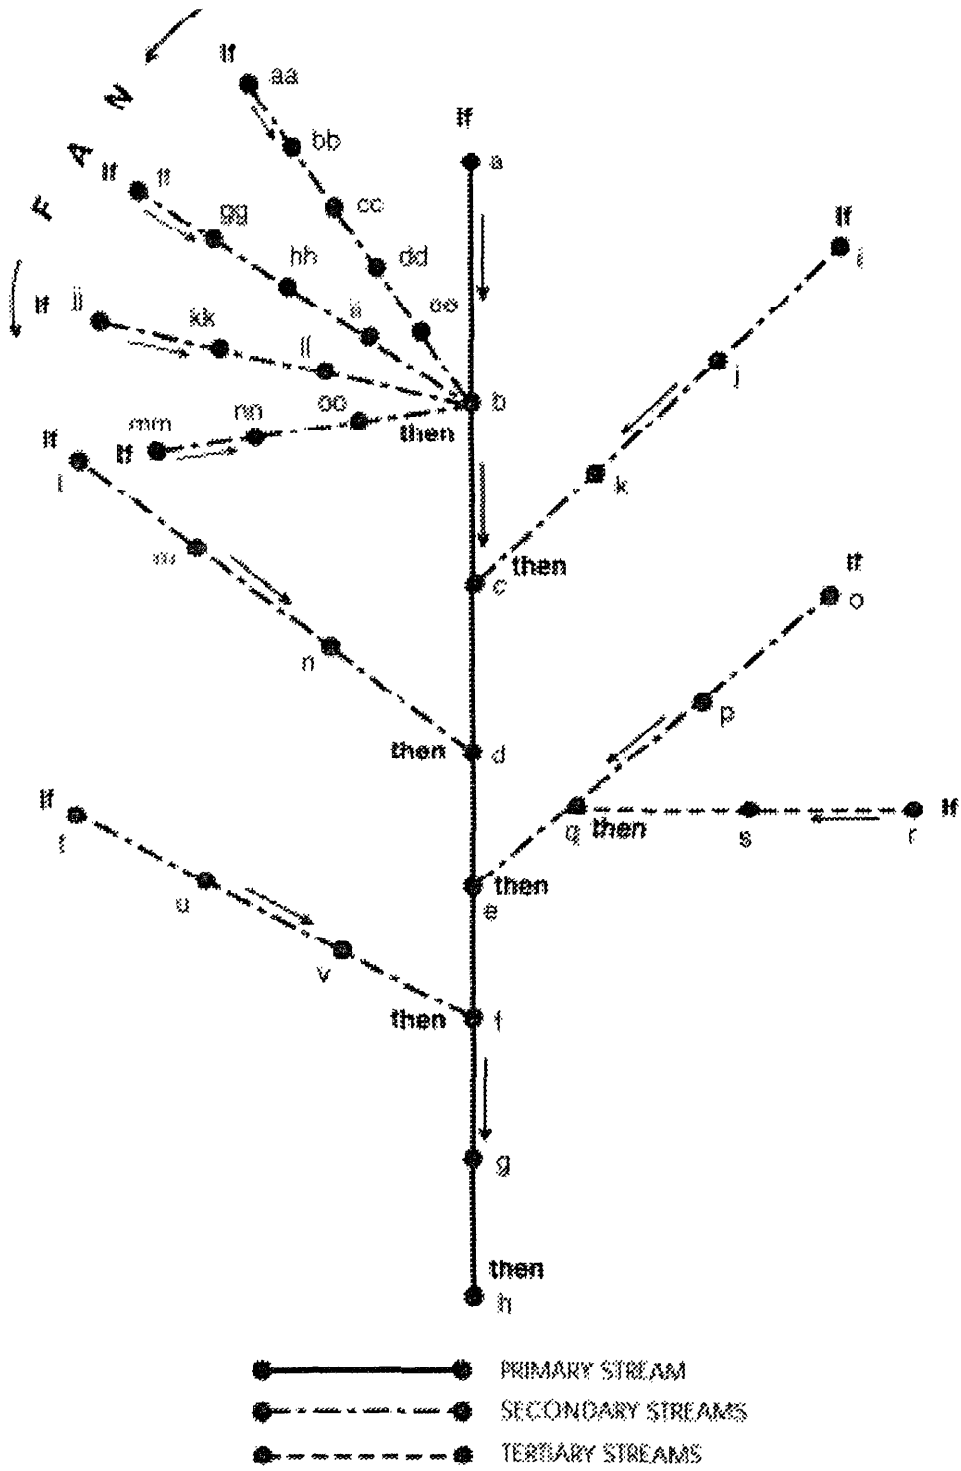 If
aa
N
bb
If
a
A
If
ff
cc
If
F
gg
i
hh
dd
If
jj
kk
ii
ll
j
oo
b
mm
nn
then
If
If
k
l
then
c
If
o
n
p
then
d
If
q
then
s
r
If
t
then
u
e
v
then
f
g
then
h
PRIMARY STREAM
SECONDARY STREAMS
TERTIARY STREAMS